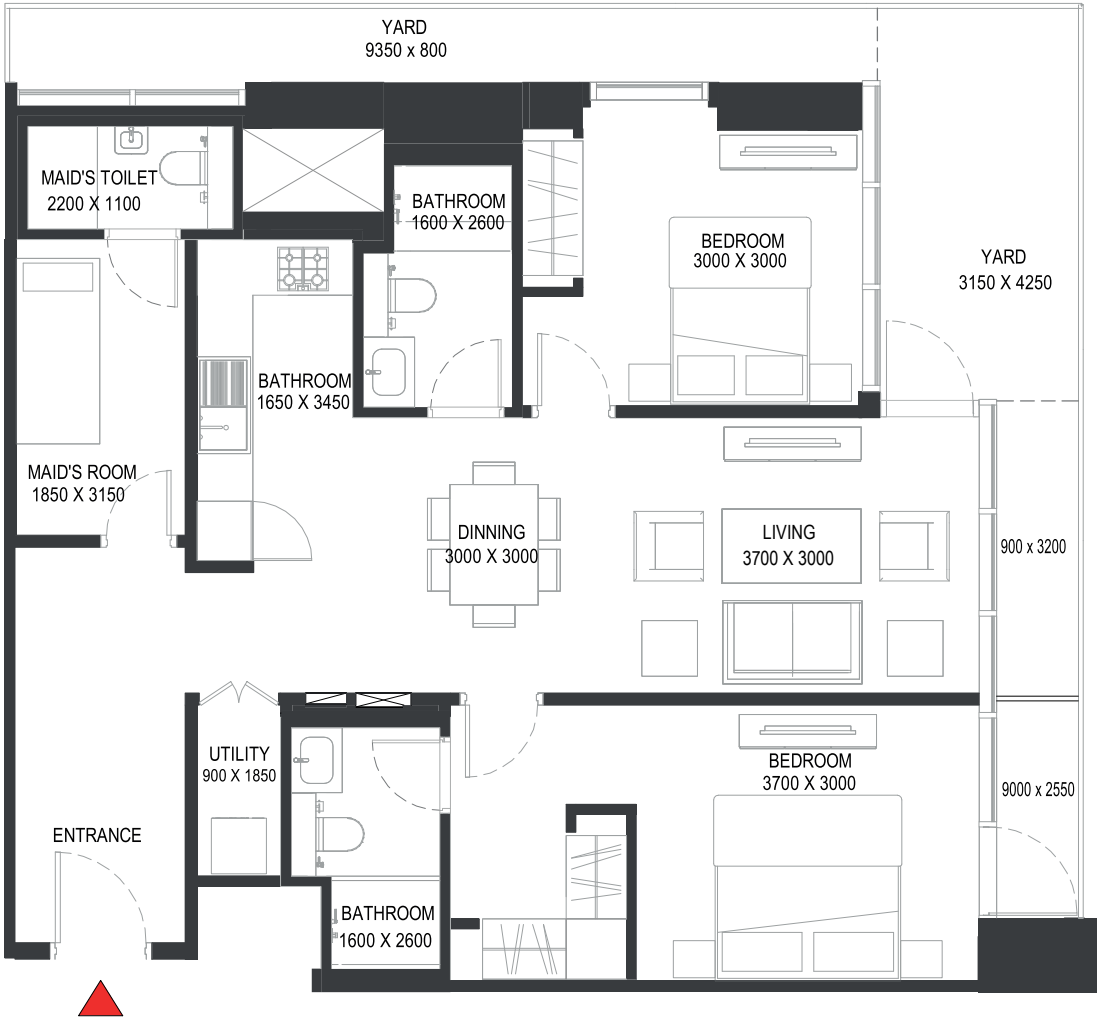 YARD
9350 x 800
MAID'S TOILET
2200 X 1100
BATHROOM
1600 X 2600
BEDROOM
3000 X 3000
YARD
3150 X 4250
BATHROOM
1650 X 3450
MAID'S ROOM
1850 X 3150
DINNING
3000 X 3000
LIVING
3700 X 3000
900 x 3200
UTILITY
900 X 1850
BEDROOM
3700 X 3000
9000 x 2550
ENTRANCE
BATHROOM
1600 X 2600